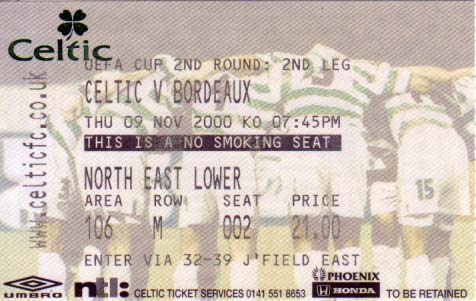 Celtic
UEFA CUP 2ND ROUND: 2ND LEG
CELTIC V BORDEAUX
THU 09 NOV 2000 KO 07:45PM
THIS IS A NO SMOKING SEAT
NORTH EAST LOWER
AREA ROW SEAT PRICE
106 M 002 21.00
ENTER VIA 32-39 J'FIELD EAST
www.celticfc.co.uk
15
UMBRO
ntl:
CELTIC TICKET SERVICES 0141 551 8653
PHOENIX
HONDA
TO BE RETAINED